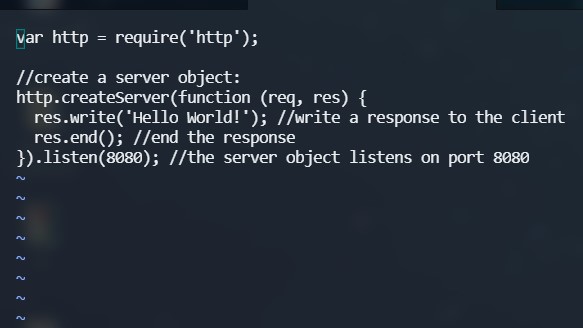 var http = require('http');

//create a server object:
http.createServer(function (req, res) {
  res.write('Hello World!'); //write a response to the client
  res.end(); //end the response
}).listen(8080); //the server object listens on port 8080
~
~
~
~
~
~
~
~